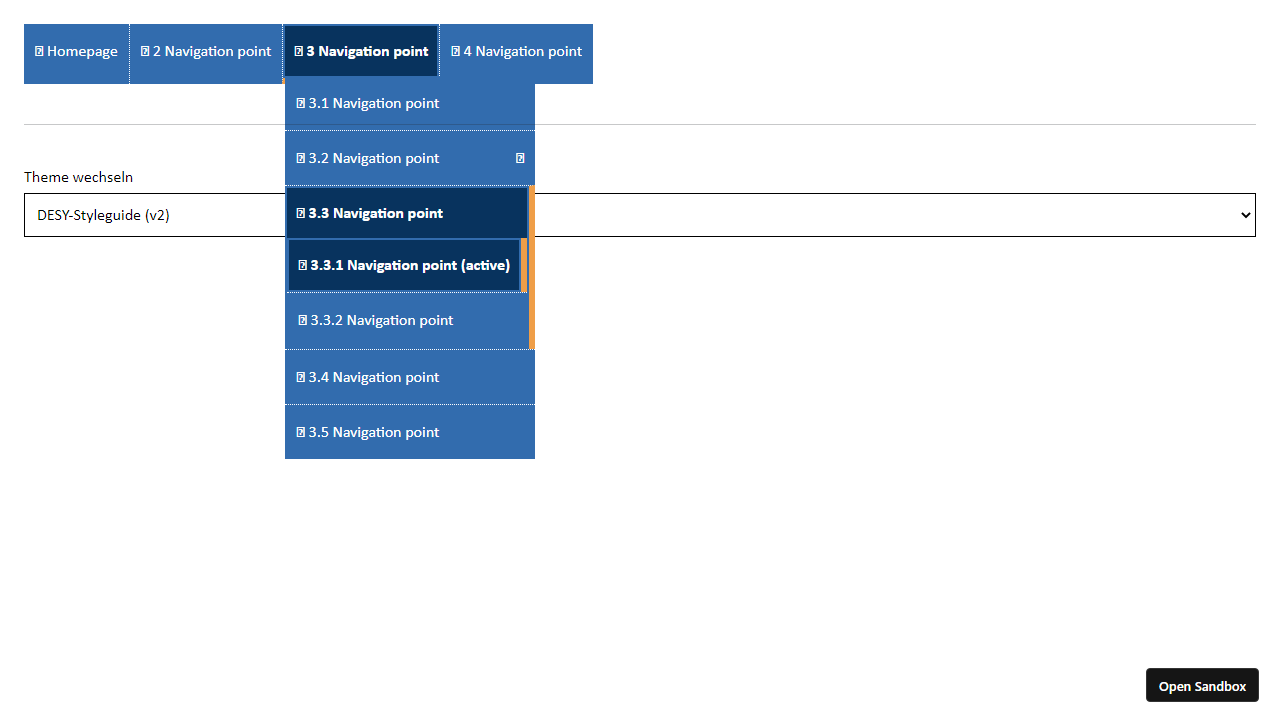 Homepage
2 Navigation point
3 Navigation point
4 Navigation point
3.1 Navigation point
3.2 Navigation point
Theme wechseln
3.3 Navigation point
DESY-Styleguide (v2)
3.3.1 Navigation point (active)
3.3.2 Navigation point
3.4 Navigation point
3.5 Navigation point
Open Sandbox